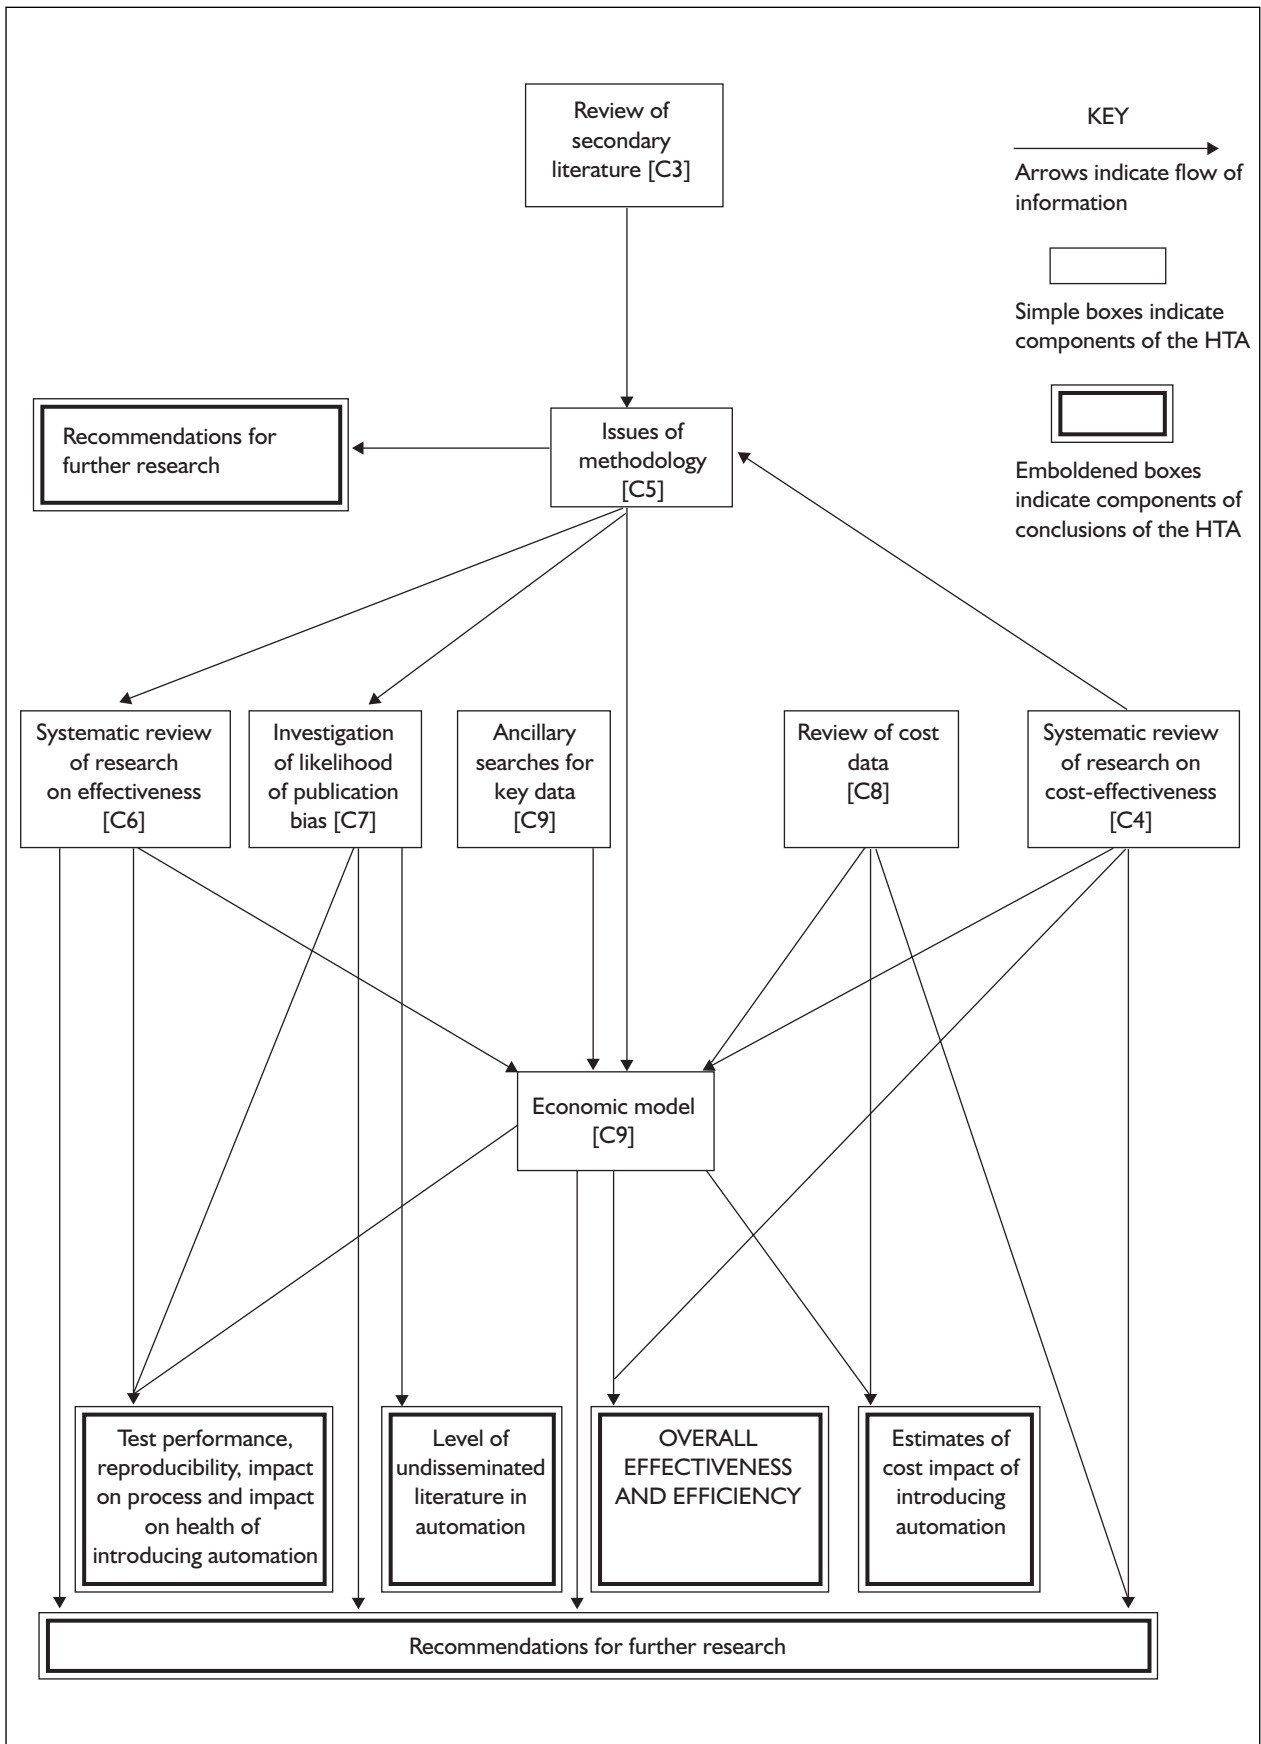 Review of
secondary
literature [C3]
KEY
Arrows indicate flow of
information
Simple boxes indicate
components of the HTA
Emboldened boxes
indicate components of
conclusions of the HTA
Recommendations for
further research
Issues of
methodology
[C5]
Systematic review
of research
on effectiveness
[C6]
Investigation
of likelihood
of publication
bias [C7]
Ancillary
searches for
key data
[C9]
Review of cost
data
[C8]
Systematic review
of research on
cost-effectiveness
[C4]
Economic model
[C9]
Test performance,
reproducibility, impact
on process and impact
on health of
introducing automation
Level of
undisseminated
literature in
automation
OVERALL
EFFECTIVENESS
AND EFFICIENCY
Estimates of
cost impact of
introducing
automation
Recommendations for further research